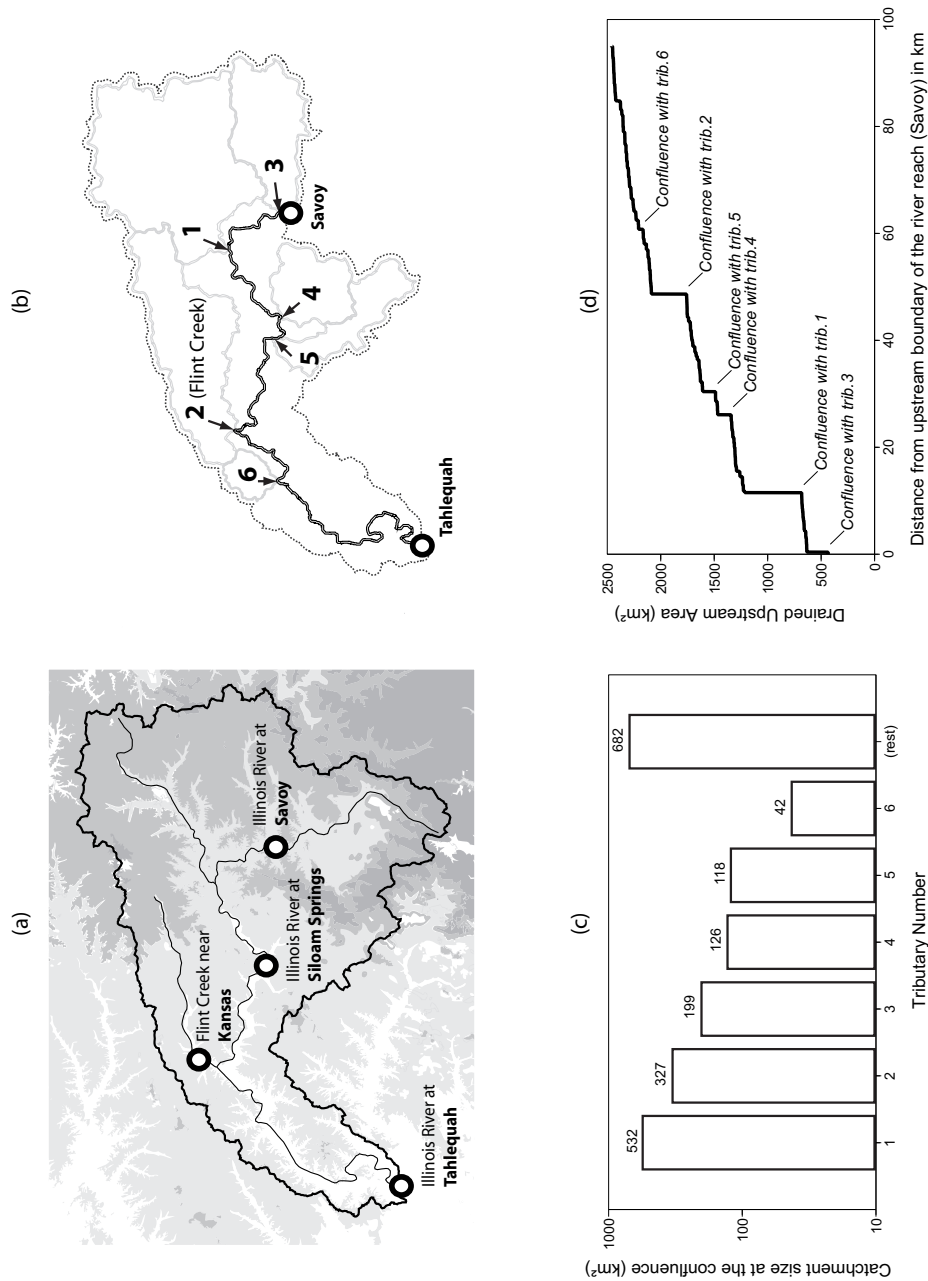 (a)
Flint Creek near
Kansas
Illinois River at
Savoy
Illinois River at
Siloam Springs
Illinois River at
Tahlequah
(b)
1
2 (Flint Creek)
3
6
4
5
Savoy
Tahlequah
(c)
Catchment size at the confluence (km²)
1000
100
10
532
327
199
126
118
42
682
1
2
3
4
5
6
(rest)
Tributary Number
(d)
Drained Upstream Area (km²)
2500
2000
1500
1000
500
0
Confluence with trib.6
Confluence with trib.2
Confluence with trib.5
Confluence with trib.4
Confluence with trib.1
Confluence with trib.3
0
20
40
60
80
100
Distance from upstream boundary of the river reach (Savoy) in km